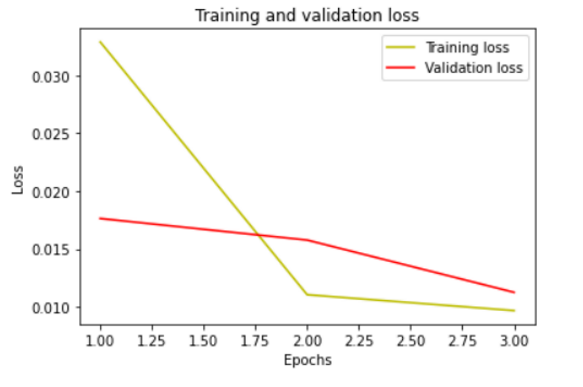 Training and validation loss
Training loss
Validation loss
0.030
0.025
0.020
0.015
0.010
Loss
1.00 1.25 1.50 1.75 2.00 2.25 2.50 2.75 3.00
Epochs